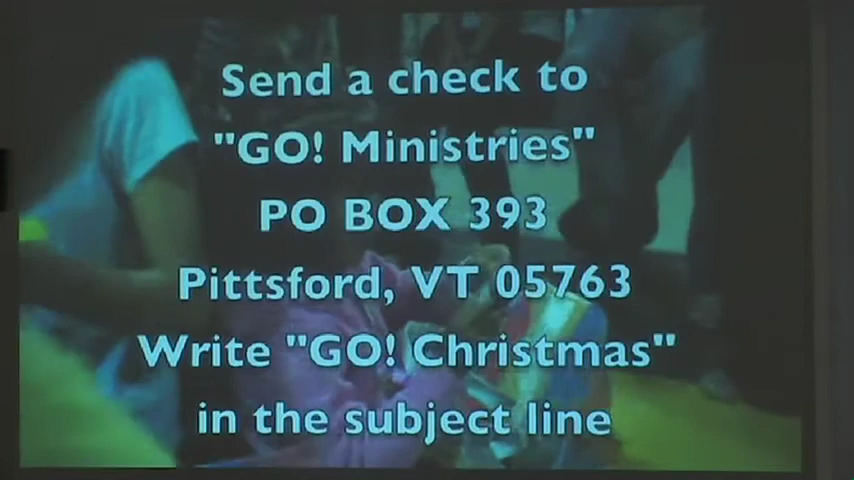 Send a check to
"GO! Ministries"
PO BOX 393
Pittsford, VT 05763
Write "GO! Christmas"
in the subject line